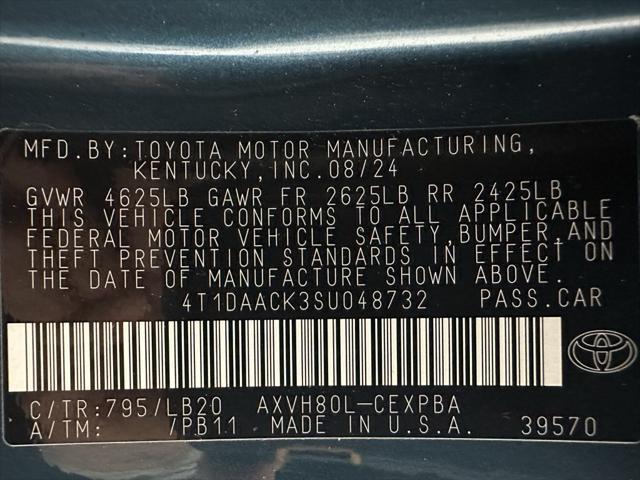 MFD.BY:TOYOTA MOTOR MANUFACTURING,
KENTUCKY,INC.08/24
GVWR 4625LB GAWR FR 2625LB RR 2425LB
THIS VEHICLE CONFORMS TO ALL APPLICABLE
FEDERAL MOTOR VEHICLE SAFETY,BUMPER,AND
THEFT PREVENTION STANDARDS IN EFFECT ON
THE DATE OF MANUFACTURE SHOWN ABOVE.
4T1DAACK3SU048732 PASS.CAR
C/TR:795/LB20 AXVH80L-CEXPBA
A/TM: /PB11 MADE IN U.S.A. 39570